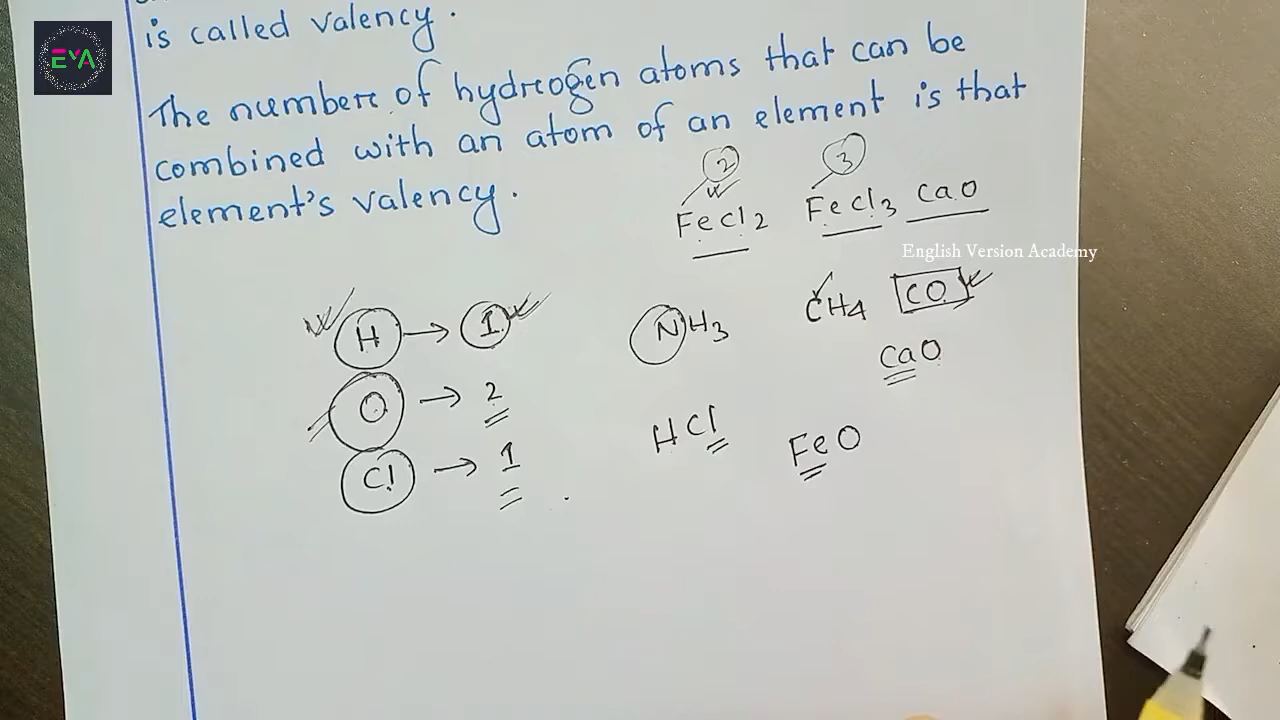 EVA
is called valency.
The number of hydrogen atoms that can be
combined with an atom of an element is that
element's valency.
2 3
FeCl2 FeCl3 CaO
English Version Academy
H → 1 NH3 CH4 CO
CaO
O → 2
HCl FeO
Cl → 1